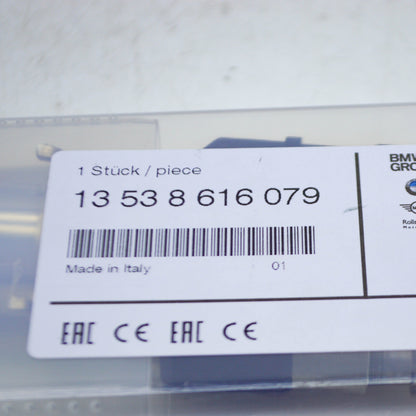 1 Stück / piece
13 53 8 616 079
Made in Italy
01
EAC CE EAC CE
BMW
GRO